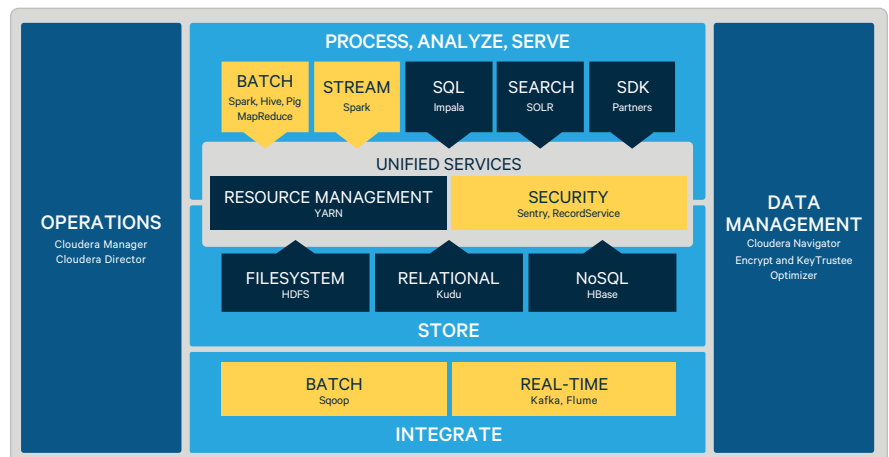 PROCESS, ANALYZE, SERVE
BATCH
Spark, Hive, Pig
MapReduce
STREAM
Spark
SQL
Impala
SEARCH
SOLR
SDK
Partners
UNIFIED SERVICES
RESOURCE MANAGEMENT
YARN
SECURITY
Sentry, RecordService
OPERATIONS
Cloudera Manager
Cloudera Director
DATA
MANAGEMENT
Cloudera Navigator
Encrypt and KeyTrustee
Optimizer
FILESYSTEM
HDFS
RELATIONAL
Kudu
NoSQL
HBase
STORE
BATCH
Sqoop
REAL-TIME
Kafka, Flume
INTEGRATE